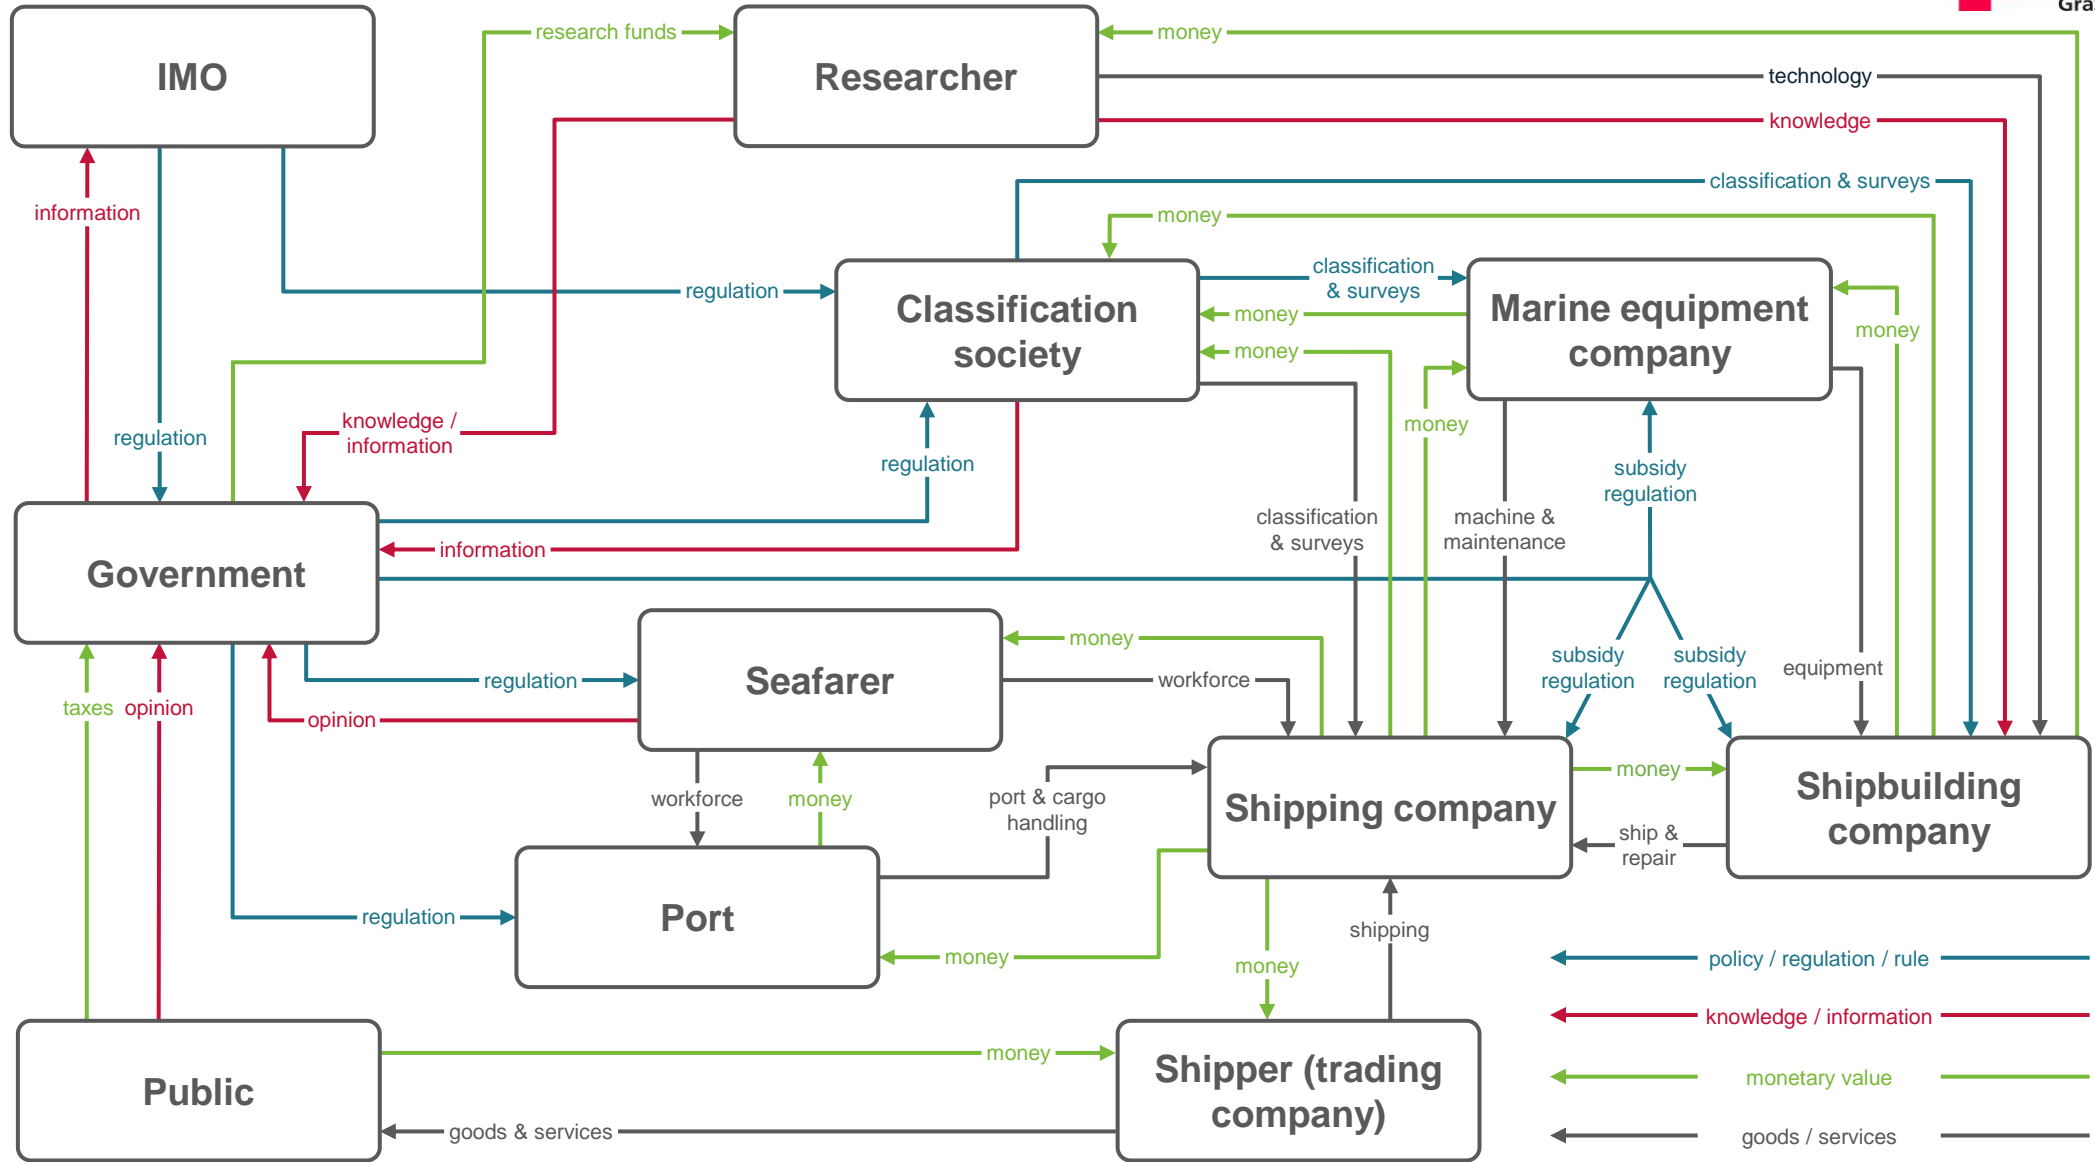 Gra
IMO
research funds
Researcher
money
technology
knowledge
information
classification & surveys
money
regulation
Classification
society
classification
& surveys
money
money
Marine equipment
company
money
regulation
knowledge /
information
regulation
money
subsidy
regulation
classification
& surveys
machine &
maintenance
information
Government
Seafarer
money
workforce
regulation
opinion
taxes
opinion
subsidy
regulation
subsidy
regulation
equipment
workforce
money
port & cargo
handling
Shipping company
money
ship &
repair
Shipbuilding
company
Port
regulation
money
money
shipping
policy / regulation / rule
knowledge / information
monetary value
goods / services
Public
money
goods & services
Shipper (trading
company)